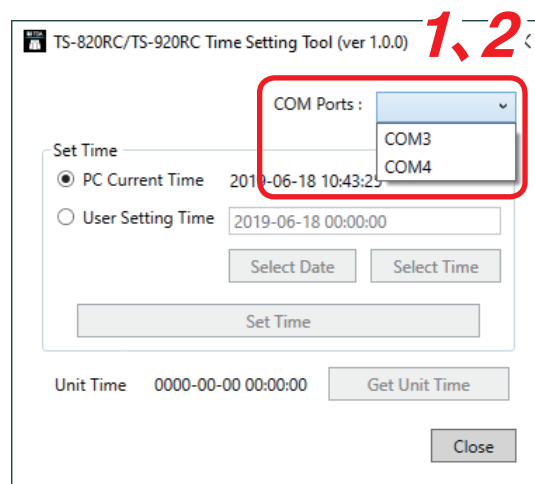 TS-820RC/TS-920RC Time Setting Tool (ver 1.0.0)
1、2
COM Ports :
COM3
COM4
Set Time
PC Current Time 2019-06-18 10:43:25
User Setting Time 2019-06-18 00:00:00
Select Date Select Time
Set Time
Unit Time 0000-00-00 00:00:00 Get Unit Time
Close